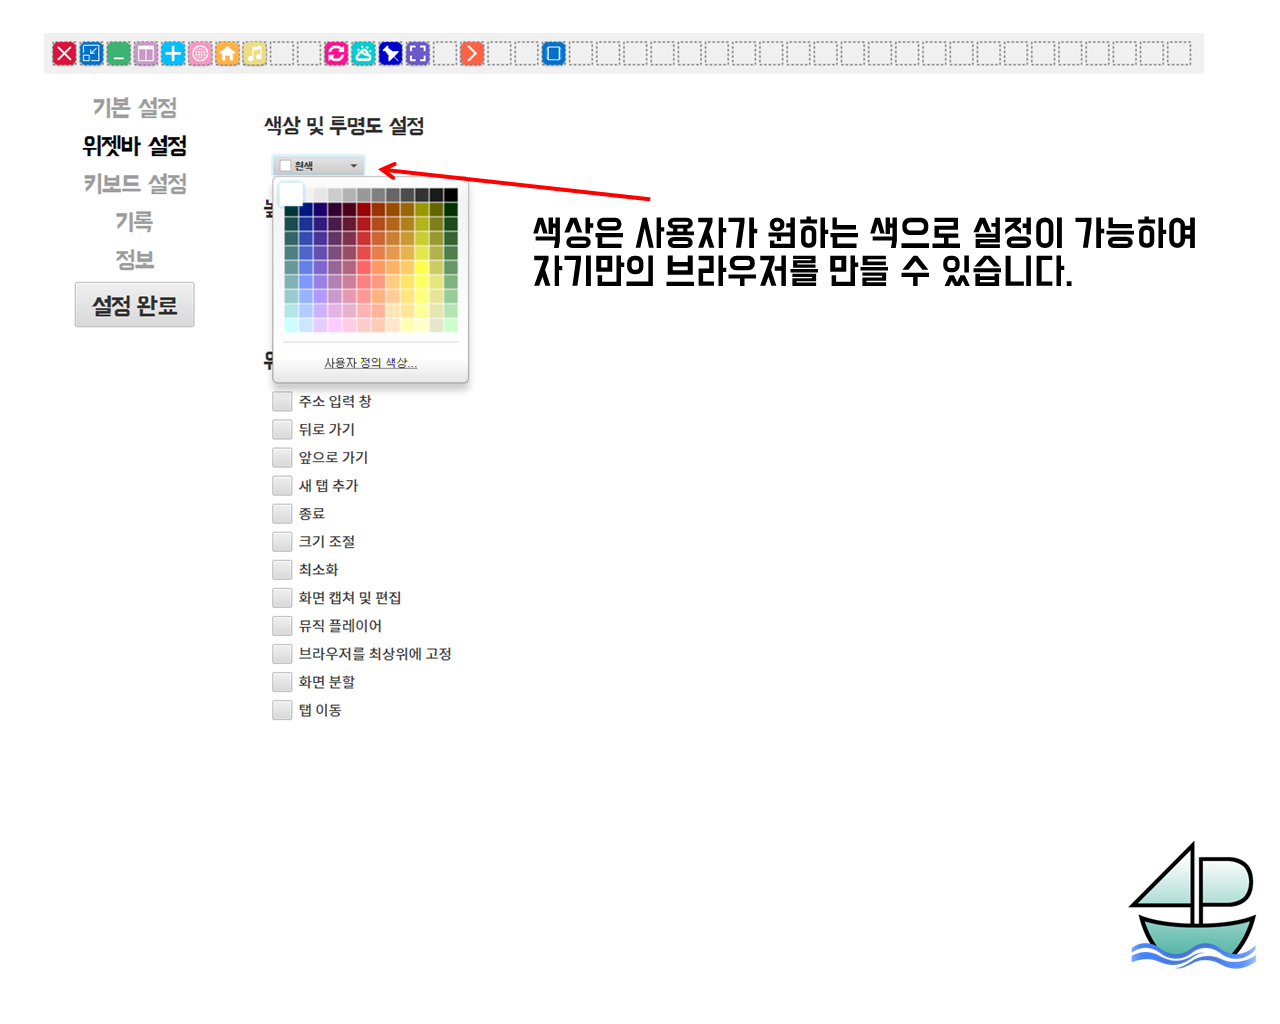 기본 설정
위젯바 설정
키보드 설정
기록
정보
설정 완료
색상 및 투명도 설정
흰색
사용자 정의 색상...
색상은 사용자가 원하는 색으로 설정이 가능하여
자기만의 브라우저를 만들 수 있습니다.
주소 입력 창
뒤로 가기
앞으로 가기
새 탭 추가
종료
크기 조절
최소화
화면 캡쳐 및 편집
뮤직 플레이어
브라우저를 최상위에 고정
화면 분할
탭 이동